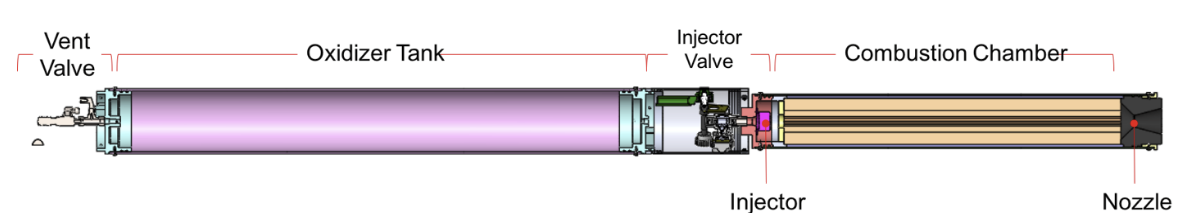 Vent
Valve
Oxidizer Tank
Injector
Valve
Combustion Chamber
Injector
Nozzle